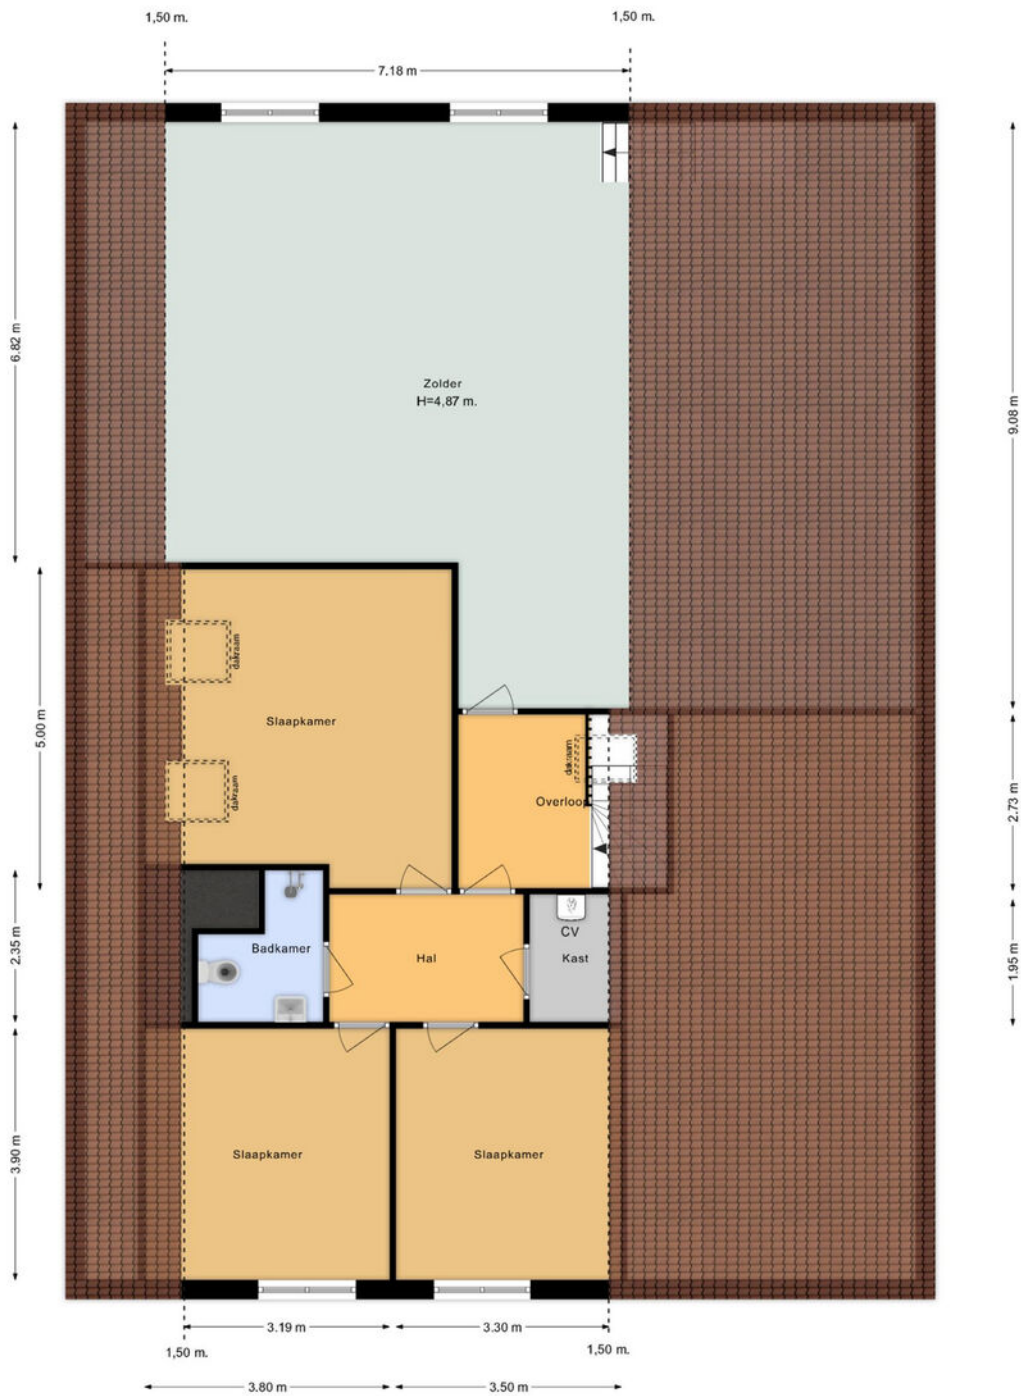 1,50 m.
1,50 m.
7.18 m
6.82 m
9.08 m
Zolder
H=4,87 m.
5.00 m
dakraam
Slaapkamer
dakraam
dakraam
Overloop
2.73 m
2.35 m
Badkamer
Hal
CV
Kast
1.95 m
3.90 m
Slaapkamer
Slaapkamer
3.19 m
3.30 m
1,50 m.
1,50 m.
3.80 m
3.50 m